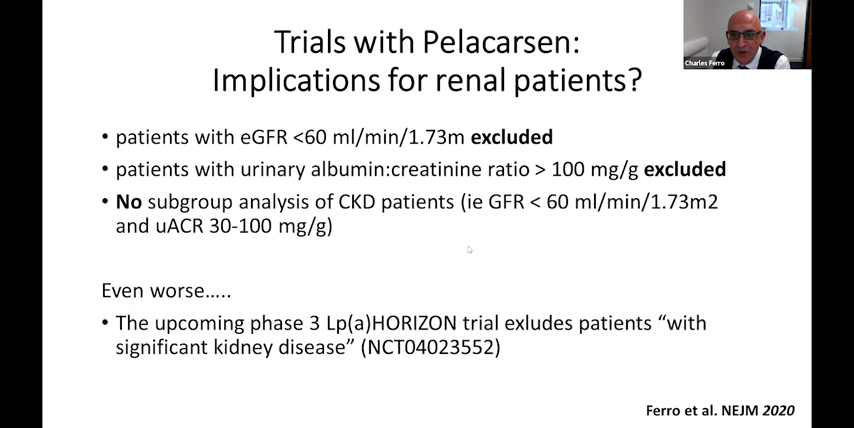 Trials with Pelacarsen:
Implications for renal patients?
Charles Ferro
• patients with eGFR <60 ml/min/1.73m excluded
• patients with urinary albumin:creatinine ratio > 100 mg/g excluded
• No subgroup analysis of CKD patients (ie GFR < 60 ml/min/1.73m2
and uACR 30-100 mg/g)
Even worse.....
• The upcoming phase 3 Lp(a)HORIZON trial exludes patients “with
significant kidney disease” (NCT04023552)
Ferro et al. NEJM 2020